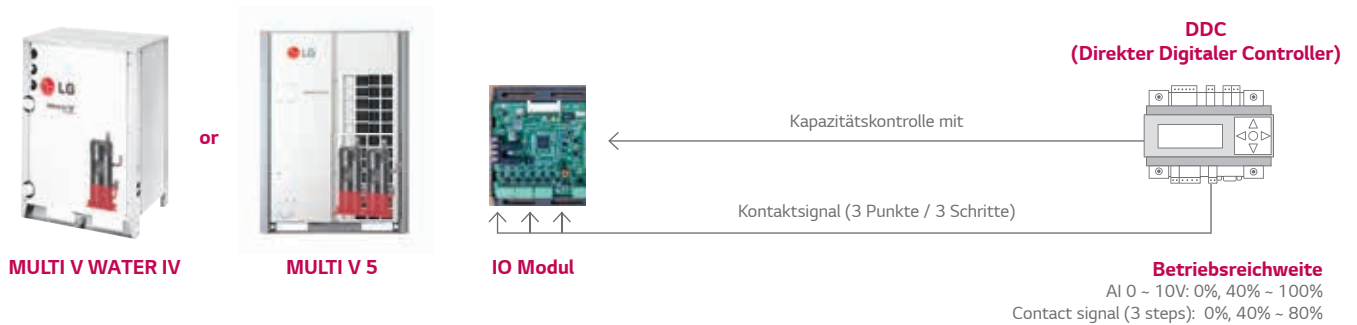 DDC
(Direkter Digitaler Controller)
LG
LG
or
Kapazitätskontrolle mit
Kontaktsignal (3 Punkte / 3 Schritte)
MULTI V WATER IV
MULTI V 5
IO Modul
Betriebsreichweite
AI 0 ~ 10V: 0%, 40% ~ 100%
Contact signal (3 steps): 0%, 40% ~ 80%